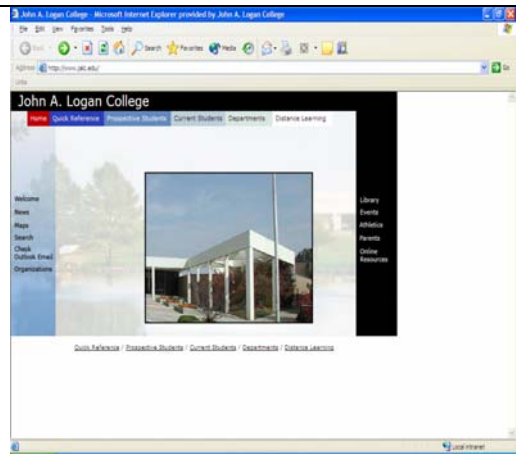 John A. Logan College - Microsoft Internet Explorer provided by John A. Logan College
File Edit View Favorites Tools Help
Back Search Favorites Media
Address http://www.jalc.edu/ Go
Links
John A. Logan College
Home Quick Reference Prospective Students Current Students Departments Distance Learning
Welcome
News
Maps
Search
Check
Outlook Email
Organizations
Library
Events
Athletics
Parents
Online
Resources
Quick Reference / Prospective Students / Current Students / Departments / Distance Learning
Local intranet